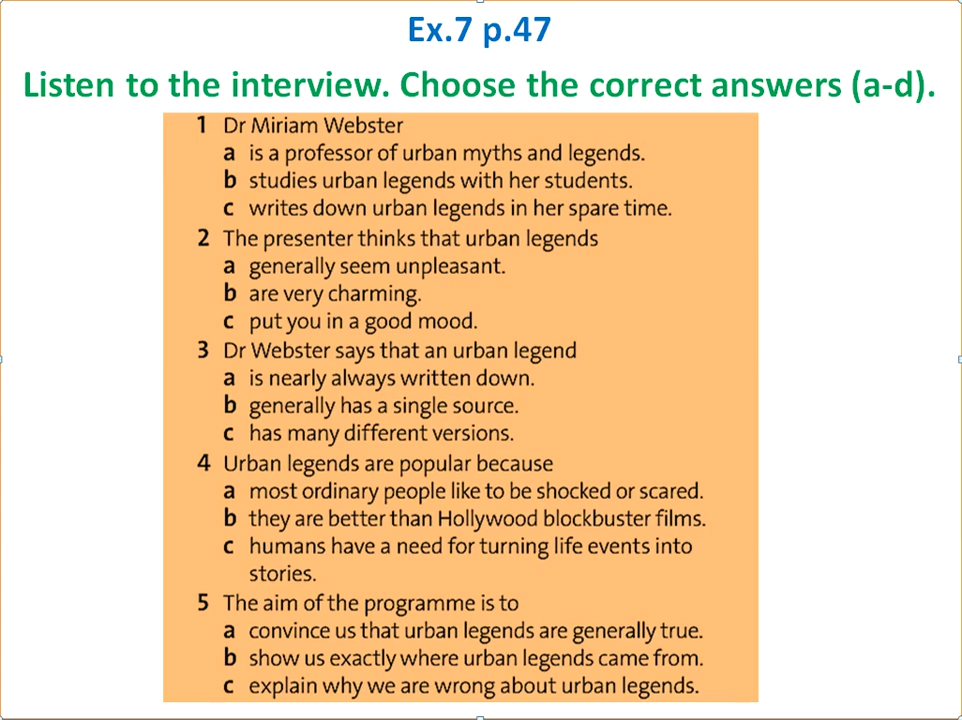 Ex.7 p.47
Listen to the interview. Choose the correct answers (a-d).
1 Dr Miriam Webster
a is a professor of urban myths and legends.
b studies urban legends with her students.
c writes down urban legends in her spare time.
2 The presenter thinks that urban legends
a generally seem unpleasant.
b are very charming.
c put you in a good mood.
3 Dr Webster says that an urban legend
a is nearly always written down.
b generally has a single source.
c has many different versions.
4 Urban legends are popular because
a most ordinary people like to be shocked or scared.
b they are better than Hollywood blockbuster films.
c humans have a need for turning life events into
stories.
5 The aim of the programme is to
a convince us that urban legends are generally true.
b show us exactly where urban legends came from.
c explain why we are wrong about urban legends.